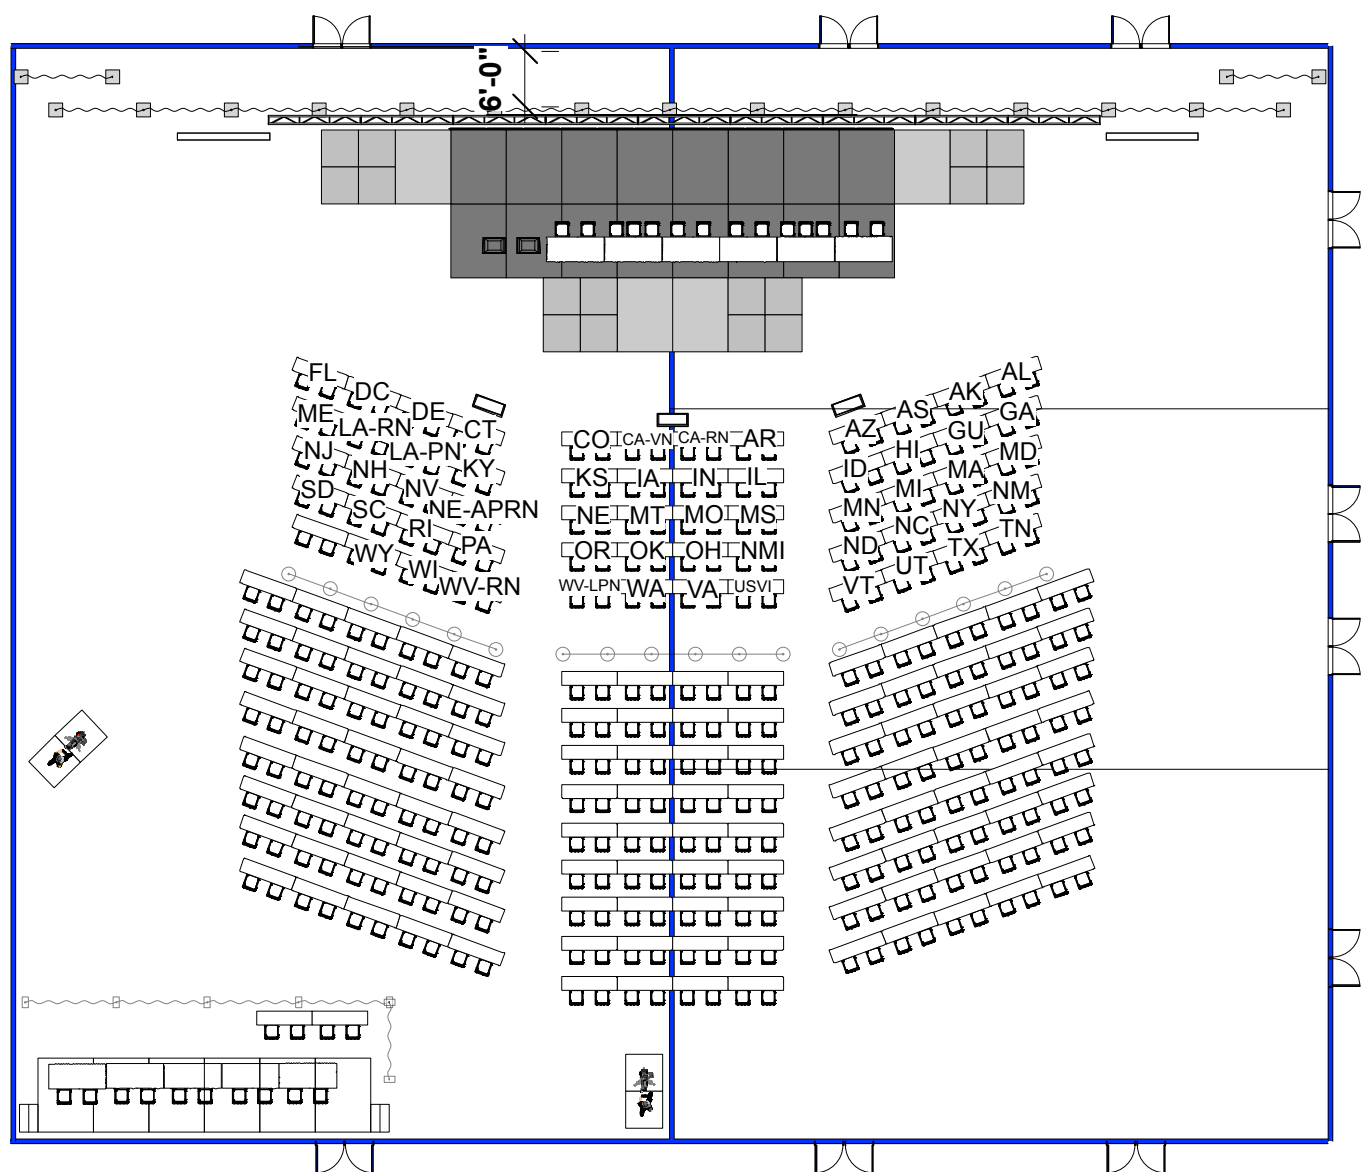 6'-0"
FL DC DE CT
ME LA-RN LA-PN KY
NJ NH NV NE-APRN
SD SC RI PA
WY WI WV-RN
CO CA-VN CA-RN AR
KS IA IN IL
NE MT MO MS
OR OK OH NMI
WV-LPN WA VA USVI
AZ AS AK AL
ID HI GU GA
MN MI MA MD
ND NC NY NM
VT UT TX TN